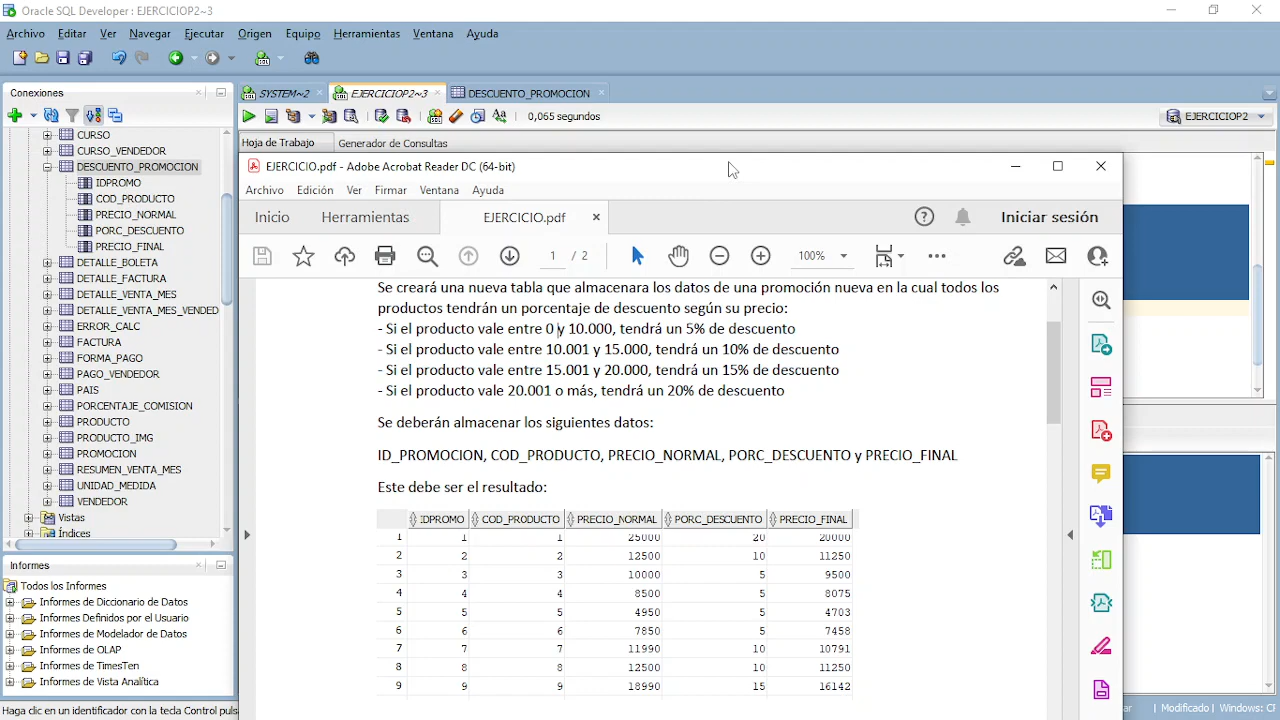 Oracle SQL Developer : EJERCICIOP2~3
Archivo Editar Ver Navegar Ejecutar Origen Equipo Herramientas Ventana Ayuda
Conexiones
SYSTEM~2 EJERCICIOP2~3 DESCUENTO_PROMOCION
0,065 segundos
EJERCICIOP2
Hoja de Trabajo Generador de Consultas
CURSO
CURSO_VENDEDOR
DESCUENTO_PROMOCION
IDPROMO
COD_PRODUCTO
PRECIO_NORMAL
PORC_DESCUENTO
PRECIO_FINAL
DETALLE_BOLETA
DETALLE_FACTURA
DETALLE_VENTA_MES
DETALLE_VENTA_MES_VENDED
ERROR_CALC
FACTURA
FORMA_PAGO
PAGO_VENDEDOR
PAIS
PORCENTAJE_COMISION
PRODUCTO
PRODUCTO_IMG
PROMOCION
RESUMEN_VENTA_MES
UNIDAD_MEDIDA
VENDEDOR
Vistas
Índices
Informes
Todos los Informes
Informes de Diccionario de Datos
Informes Definidos por el Usuario
Informes de Modelador de Datos
Informes de OLAP
Informes de TimesTen
Informes de Vista Analítica
Haga clic en un identificador con la tecla Control puls
EJERCICIO.pdf - Adobe Acrobat Reader DC (64-bit)
Archivo Edición Ver Firmar Ventana Ayuda
Inicio Herramientas EJERCICIO.pdf Iniciar sesión
1 / 2 100%
Se creará una nueva tabla que almacenara los datos de una promoción nueva en la cual todos los
productos tendrán un porcentaje de descuento según su precio:
- Si el producto vale entre 0 y 10.000, tendrá un 5% de descuento
- Si el producto vale entre 10.001 y 15.000, tendrá un 10% de descuento
- Si el producto vale entre 15.001 y 20.000, tendrá un 15% de descuento
- Si el producto vale 20.001 o más, tendrá un 20% de descuento
Se deberán almacenar los siguientes datos:
ID_PROMOCION, COD_PRODUCTO, PRECIO_NORMAL, PORC_DESCUENTO y PRECIO_FINAL
Este debe ser el resultado:
IDPROMO COD_PRODUCTO PRECIO_NORMAL PORC_DESCUENTO PRECIO_FINAL
1 1 1 25000 20 20000
2 2 2 12500 10 11250
3 3 3 10000 5 9500
4 4 4 8500 5 8075
5 5 5 4950 5 4703
6 6 6 7850 5 7458
7 7 7 11990 10 10791
8 8 8 12500 10 11250
9 9 9 18990 15 16142
ar | Modificado | Windows: CF